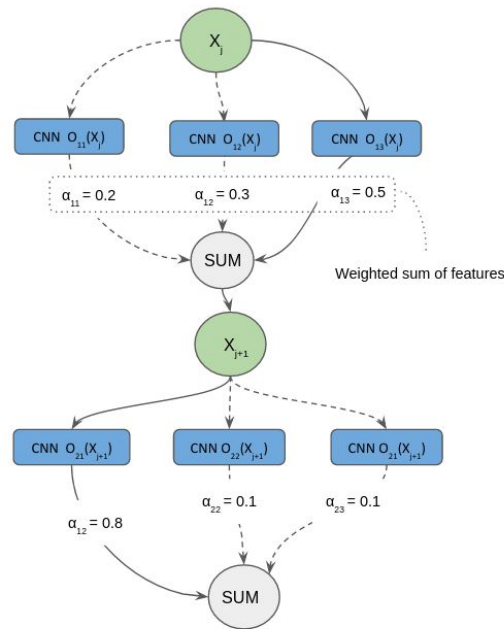 X_j
CNN O_11(X_j)
CNN O_12(X_j)
CNN O_13(X_j)
α_11 = 0.2
α_12 = 0.3
α_13 = 0.5
SUM
Weighted sum of features
X_j+1
CNN O_21(X_j+1)
CNN O_22(X_j+1)
CNN O_21(X_j+1)
α_22 = 0.1
α_23 = 0.1
α_12 = 0.8
SUM